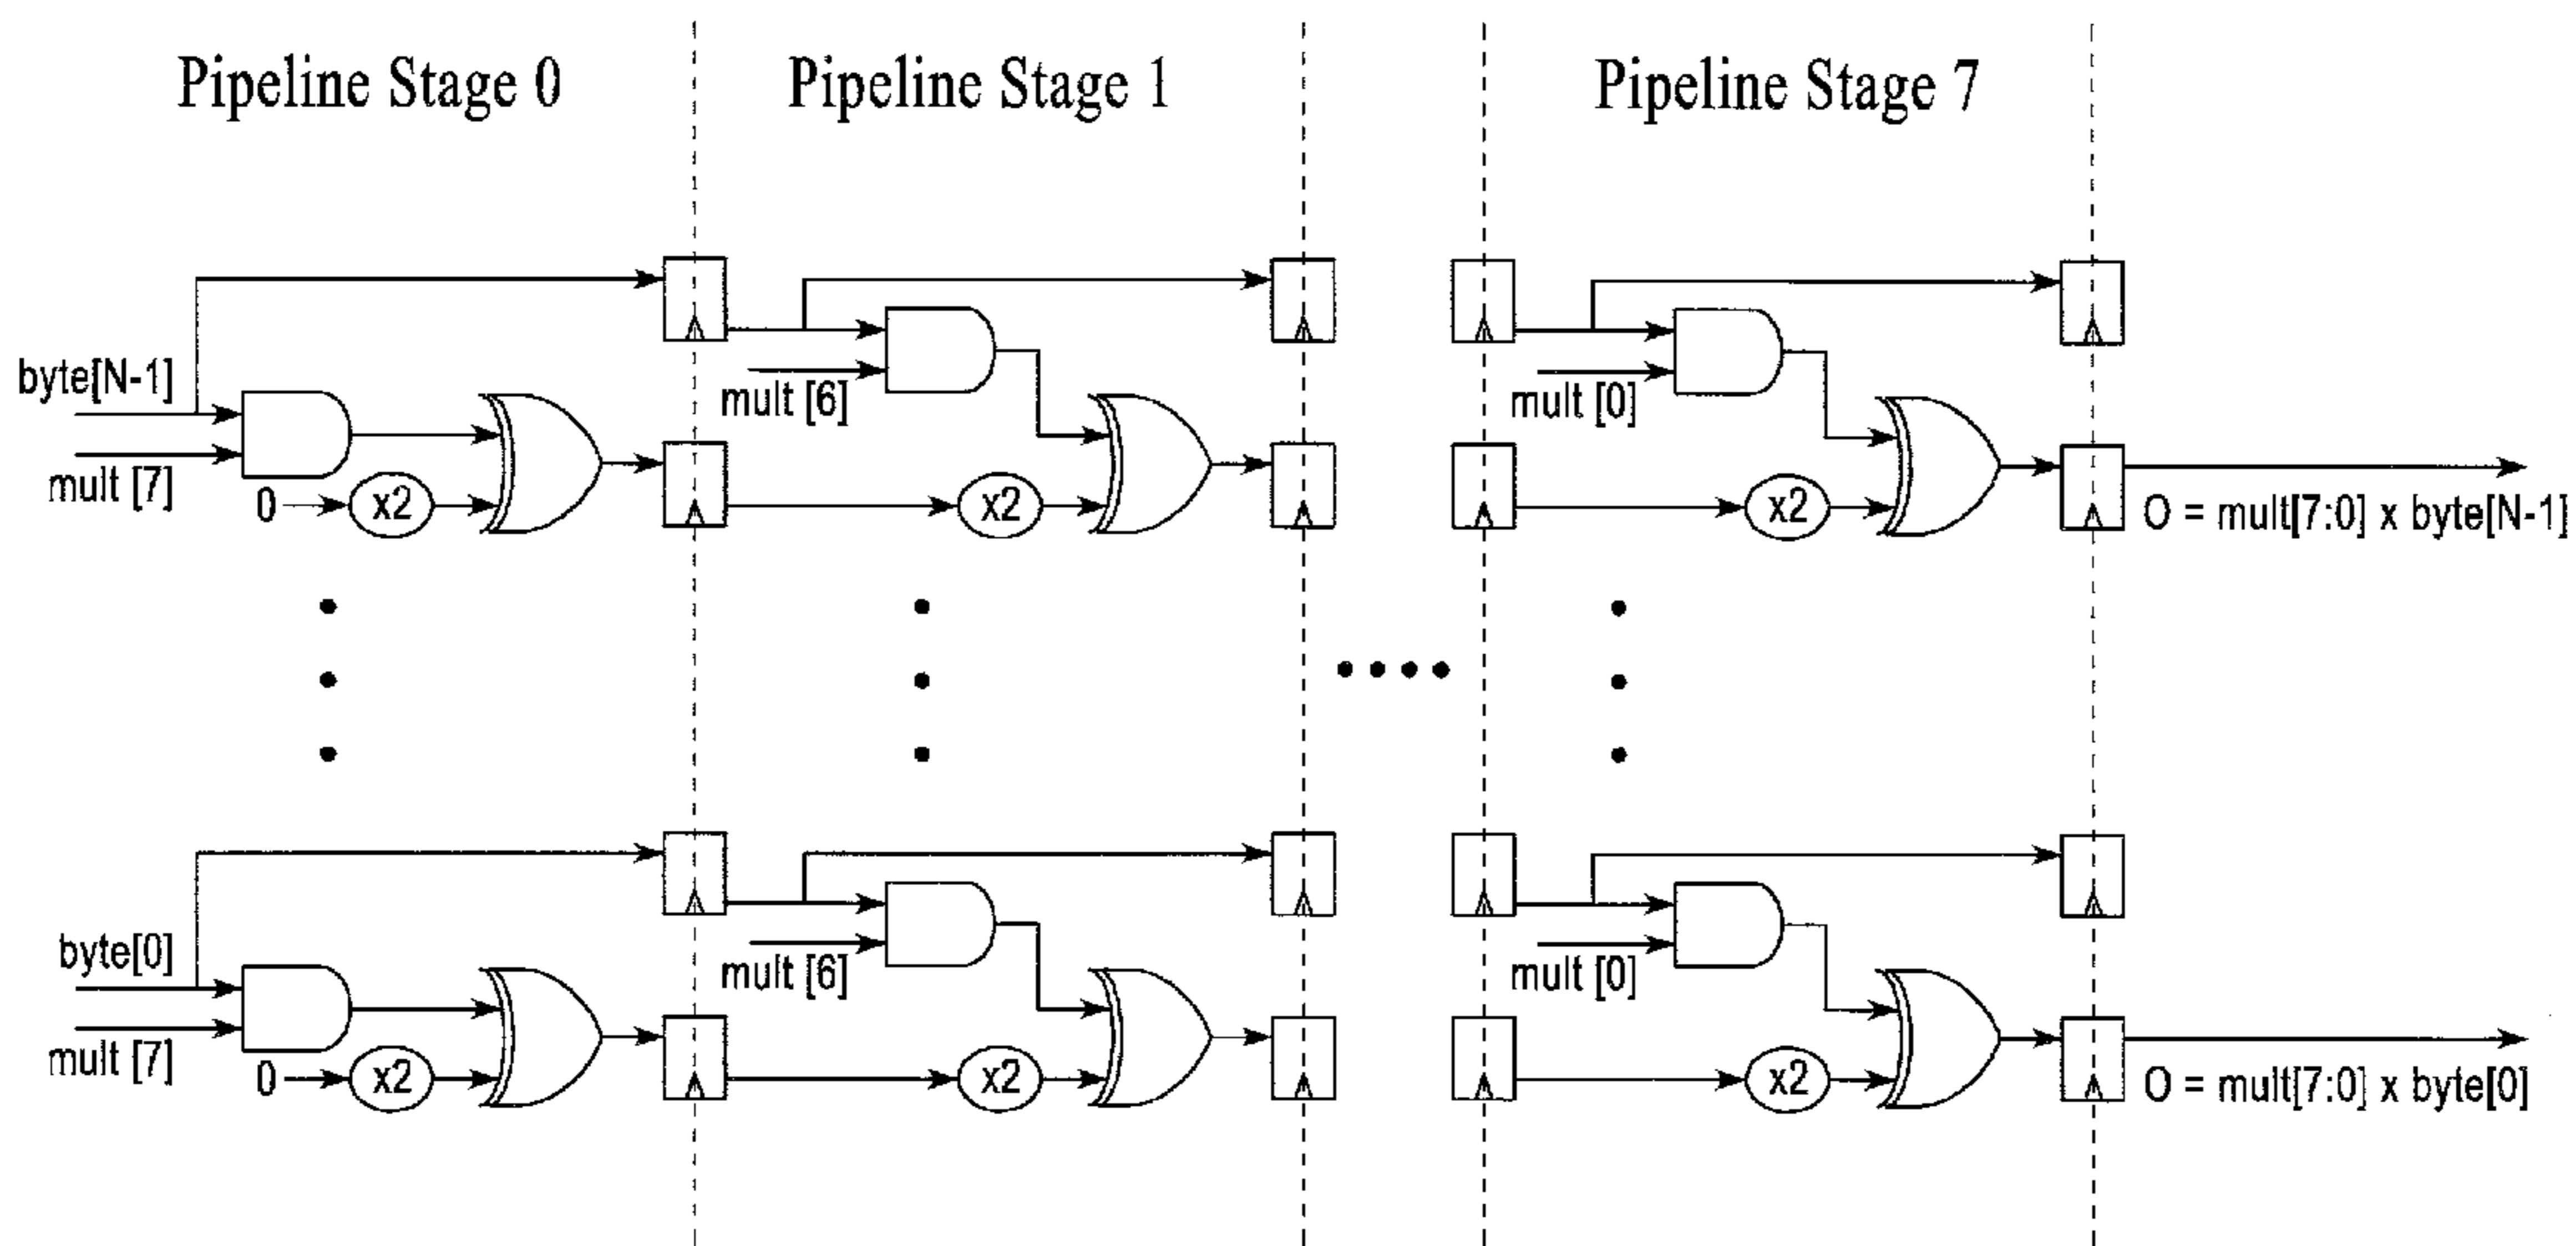 Pipeline Stage 0
Pipeline Stage 1
Pipeline Stage 7
byte[N-1]
mult [7]
0
x2
mult [6]
x2
mult [0]
x2
O = mult[7:0] x byte[N-1]
byte[0]
mult [7]
0
x2
mult [6]
x2
mult [0]
x2
O = mult[7:0] x byte[0]